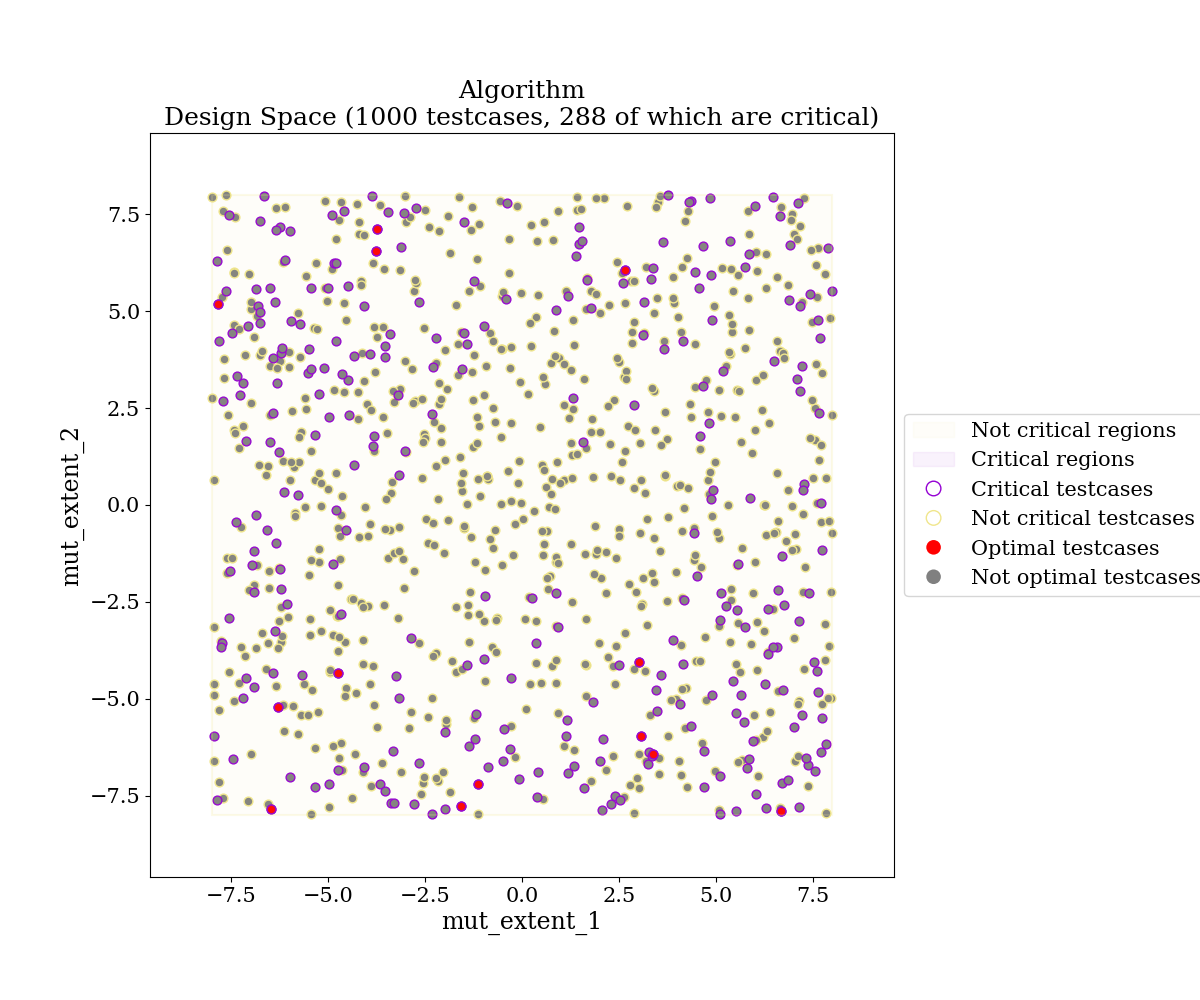 Algorithm
Design Space (1000 testcases, 288 of which are critical)
7.5
5.0
2.5
0.0
−2.5
−5.0
−7.5
mut_extent_2
−7.5 −5.0 −2.5 0.0 2.5 5.0 7.5
mut_extent_1
Not critical regions
Critical regions
Critical testcases
Not critical testcases
Optimal testcases
Not optimal testcases